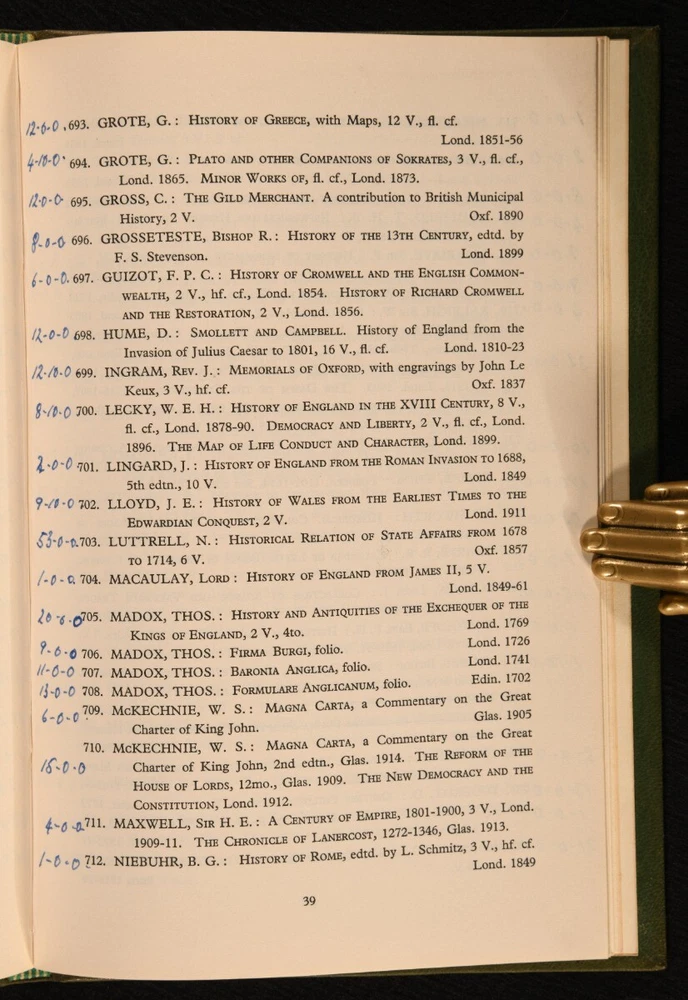 12-0-0 693. GROTE, G. : HISTORY OF GREECE, with Maps, 12 V., fl. cf.
Lond. 1851-56
4-10-0 694. GROTE, G. : PLATO AND OTHER COMPANIONS OF SOKRATES, 3 V., fl. cf.,
Lond. 1865. MINOR WORKS OF, fl. cf., Lond. 1873.
12-0-0 695. GROSS, C. : THE GILD MERCHANT. A contribution to British Municipal
History, 2 V. Oxf. 1890
8-0-0 696. GROSSETESTE, BISHOP R. : HISTORY OF THE 13TH CENTURY, edtd. by
F. S. Stevenson. Lond. 1899
6-0-0. 697. GUIZOT, F. P. C. : HISTORY OF CROMWELL AND THE ENGLISH COMMON-
WEALTH, 2 V., hf. cf., Lond. 1854. HISTORY OF RICHARD CROMWELL
AND THE RESTORATION, 2 V., Lond. 1856.
12-0-0 698. HUME, D. : SMOLLETT AND CAMPBELL. History of England from the
Invasion of Julius Caesar to 1801, 16 V., fl. cf. Lond. 1810-23
12-10-0 699. INGRAM, REV. J. : MEMORIALS OF OXFORD, with engravings by John Le
Keux, 3 V., hf. cf. Oxf. 1837
8-10-0 700. LECKY, W. E. H. : HISTORY OF ENGLAND IN THE XVIII CENTURY, 8 V.,
fl. cf., Lond. 1878-90. DEMOCRACY AND LIBERTY, 2 V., fl. cf., Lond.
1896. THE MAP OF LIFE CONDUCT AND CHARACTER, Lond. 1899.
2-0-0 701. LINGARD, J. : HISTORY OF ENGLAND FROM THE ROMAN INVASION TO 1688,
5th edtn., 10 V. Lond. 1849
9-10-0 702. LLOYD, J. E. : HISTORY OF WALES FROM THE EARLIEST TIMES TO THE
EDWARDIAN CONQUEST, 2 V. Lond. 1911
53-0-0. 703. LUTTRELL, N. : HISTORICAL RELATION OF STATE AFFAIRS FROM 1678
TO 1714, 6 V. Oxf. 1857
1-0-0. 704. MACAULAY, LORD : HISTORY OF ENGLAND FROM JAMES II, 5 V.
Lond. 1849-61
20-0-0 705. MADOX, THOS. : HISTORY AND ANTIQUITIES OF THE EXCHEQUER OF THE
KINGS OF ENGLAND, 2 V., 4to. Lond. 1769
9-0-0 706. MADOX, THOS. : FIRMA BURGI, folio. Lond. 1726
11-0-0 707. MADOX, THOS. : BARONIA ANGLICA, folio. Lond. 1741
13-0-0 708. MADOX, THOS. : FORMULARE ANGLICANUM, folio. Edin. 1702
6-0-0 709. McKECHNIE, W. S. : MAGNA CARTA, a Commentary on the Great
Charter of King John. Glas. 1905
710. McKECHNIE, W. S. : MAGNA CARTA, a Commentary on the Great
15-0-0 Charter of King John, 2nd edtn., Glas. 1914. THE REFORM OF THE
HOUSE OF LORDS, 12mo., Glas. 1909. THE NEW DEMOCRACY AND THE
CONSTITUTION, Lond. 1912.
4-0-0 711. MAXWELL, SIR H. E. : A CENTURY OF EMPIRE, 1801-1900, 3 V., Lond.
1909-11. THE CHRONICLE OF LANERCOST, 1272-1346, Glas. 1913.
1-0-0 712. NIEBUHR, B. G. : HISTORY OF ROME, edtd. by L. Schmitz, 3 V., hf. cf.
Lond. 1849
39